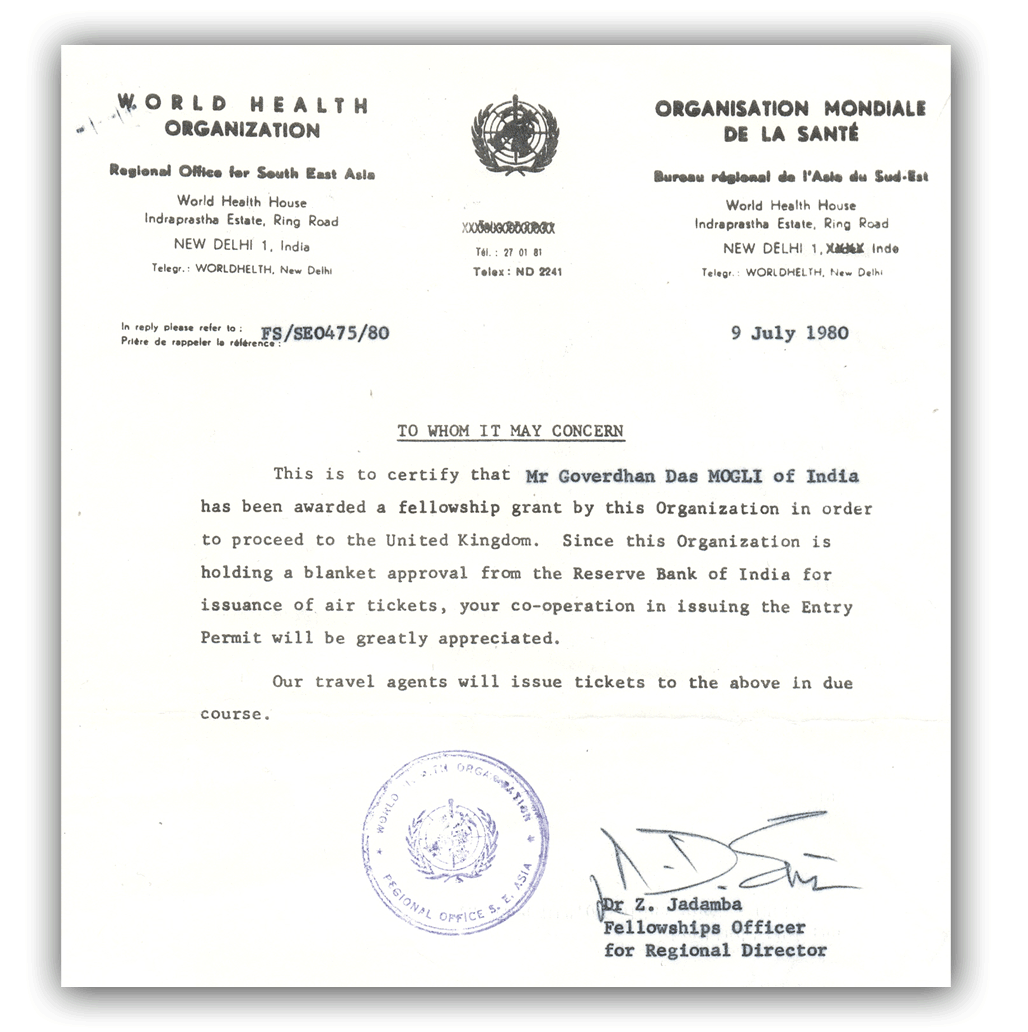 WORLD HEALTH
ORGANIZATION
Regional Office for South East Asia
World Health House
Indraprastha Estate, Ring Road
NEW DELHI 1, India
Telegr.: WORLDHELTH, New Delhi
Tél. : 27 01 81
Telex : ND 2241
ORGANISATION MONDIALE
DE LA SANTÉ
Bureau régional de l'Asie du Sud-Est
World Health House
Indraprastha Estate, Ring Road
NEW DELHI 1, Inde
Telegr. : WORLDHELTH, New Delhi
In reply please refer to : FS/SE0475/80
Prière de rappeler la référence :
9 July 1980
TO WHOM IT MAY CONCERN
This is to certify that Mr Goverdhan Das MOGLI of India
has been awarded a fellowship grant by this Organization in order
to proceed to the United Kingdom. Since this Organization is
holding a blanket approval from the Reserve Bank of India for
issuance of air tickets, your co-operation in issuing the Entry
Permit will be greatly appreciated.
Our travel agents will issue tickets to the above in due
course.
WORLD HEALTH ORGANIZATION
REGIONAL OFFICE S. E. ASIA
Dr Z. Jadamba
Fellowships Officer
for Regional Director